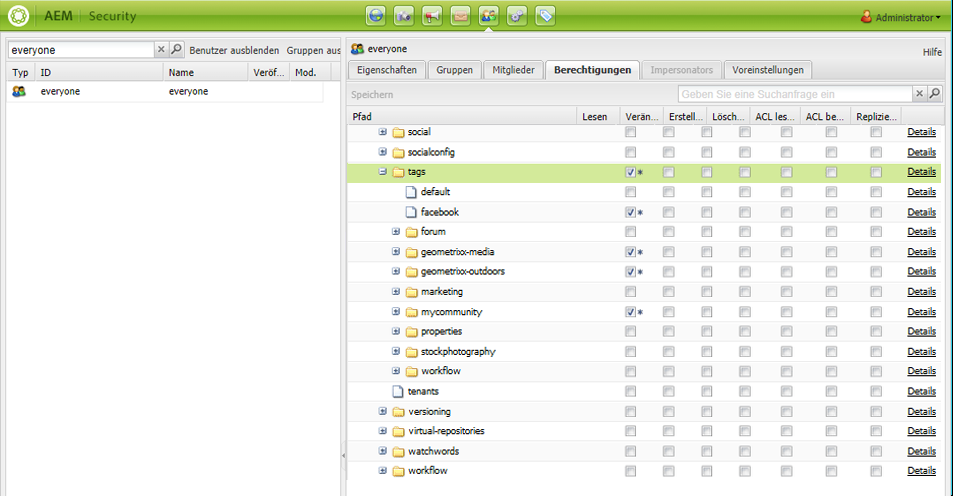 AEM Security Administrator
everyone Benutzer ausblenden Gruppen aus
Typ ID Name Veröf... Mod.
everyone everyone
everyone
Hilfe
Eigenschaften Gruppen Mitglieder Berechtigungen Impersonators Voreinstellungen
Speichern Geben Sie eine Suchanfrage ein
Pfad Lesen Verän... Erstell... Lösch... ACL les... ACL be... Replizie...
social Details
socialconfig Details
tags * Details
default Details
facebook * Details
forum Details
geometrixx-media * Details
geometrixx-outdoors * Details
marketing Details
mycommunity * Details
properties Details
stockphotography Details
workflow Details
tenants Details
versioning Details
virtual-repositories Details
watchwords Details
workflow Details